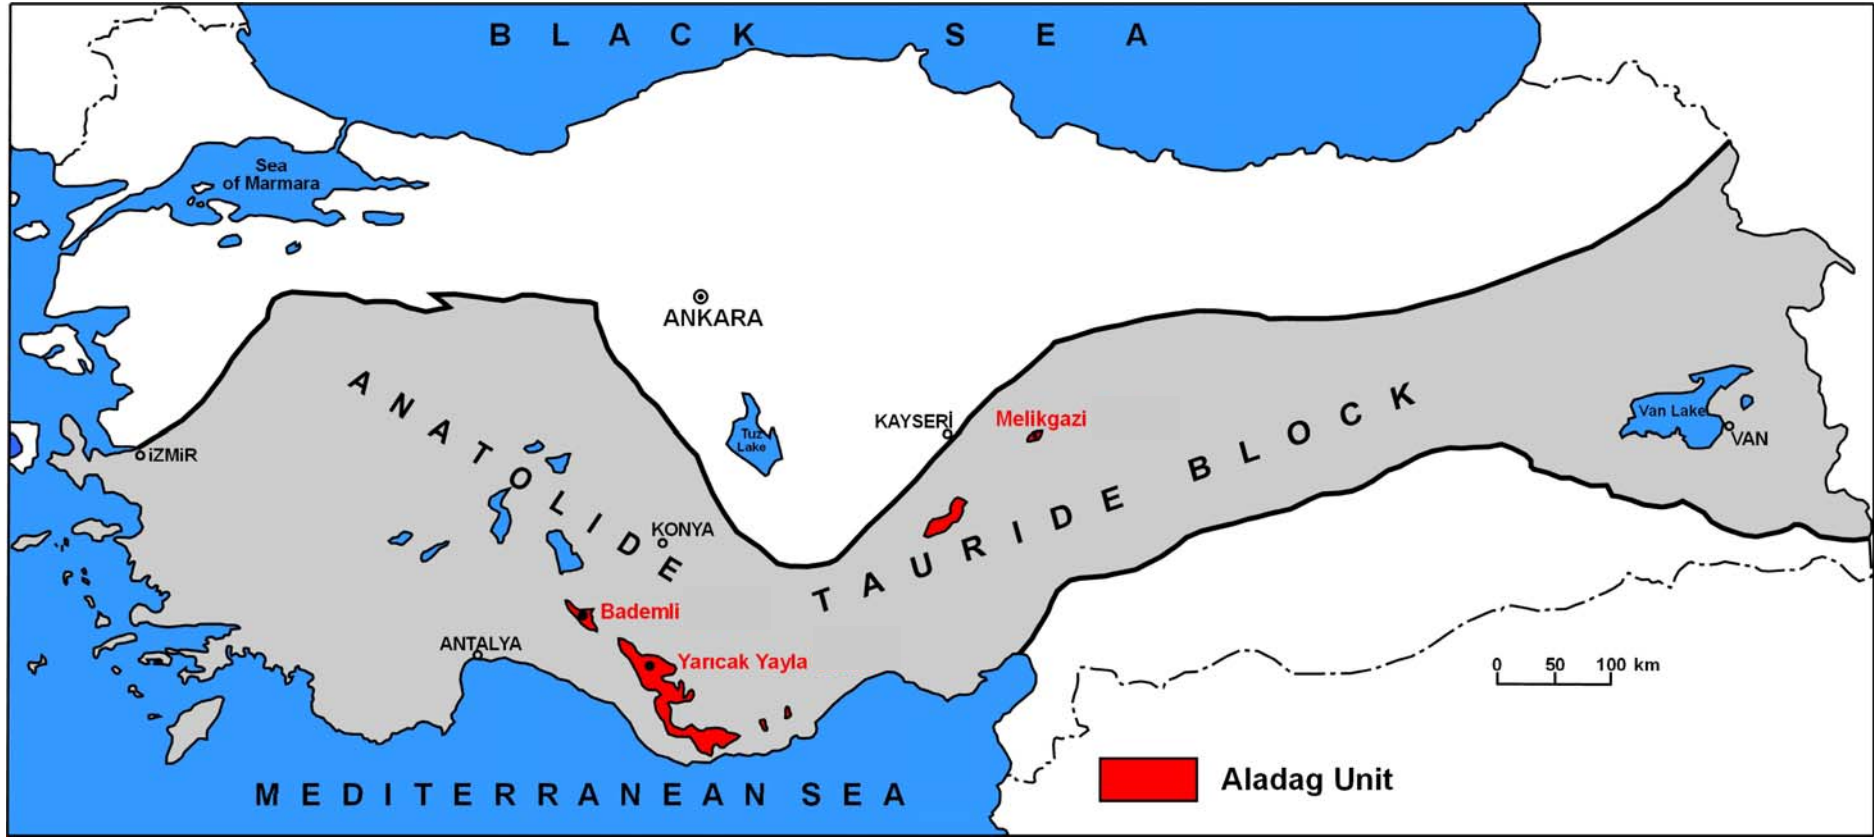 BLACK SEA
Sea
of Marmara
ANKARA
ANATOLIDE
TAURIDE BLOCK
KAYSERİ
Melikgazi
Tuz
Lake
Van Lake
VAN
iZMiR
KONYA
Bademli
ANTALYA
Yarıcak Yayla
0 50 100 km
Aladag Unit
MEDITERRANEAN SEA